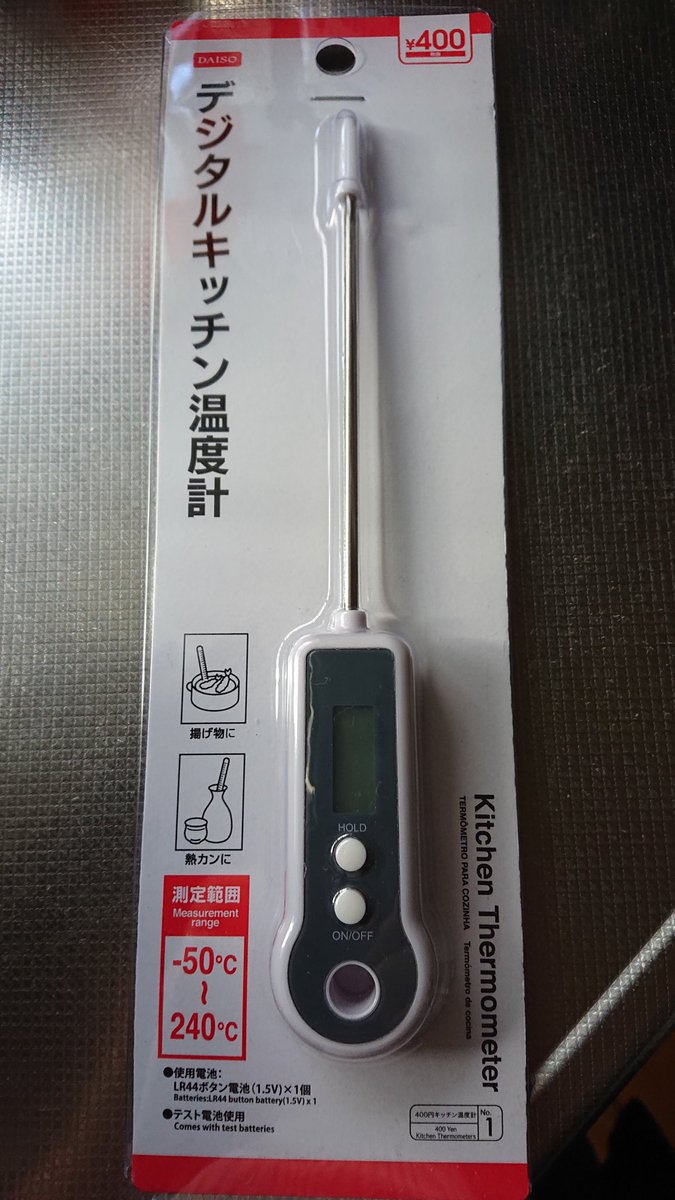 ¥400
税抜
DAISO
デジタルキッチン温度計
揚げ物に
熱カンに
測定範囲
Measurement
range
-50℃
~
240℃
HOLD
ON/OFF
Kitchen Thermometer
TERMÔMETRO PARA COZINHA Termómetro de cocina
●使用電池:
LR44ボタン電池(1.5V)×1個
Batteries:LR44 button battery(1.5V) x 1
●テスト電池使用
Comes with test batteries
400円キッチン温度計
400 Yen
Kitchen Thermometers
No.
1